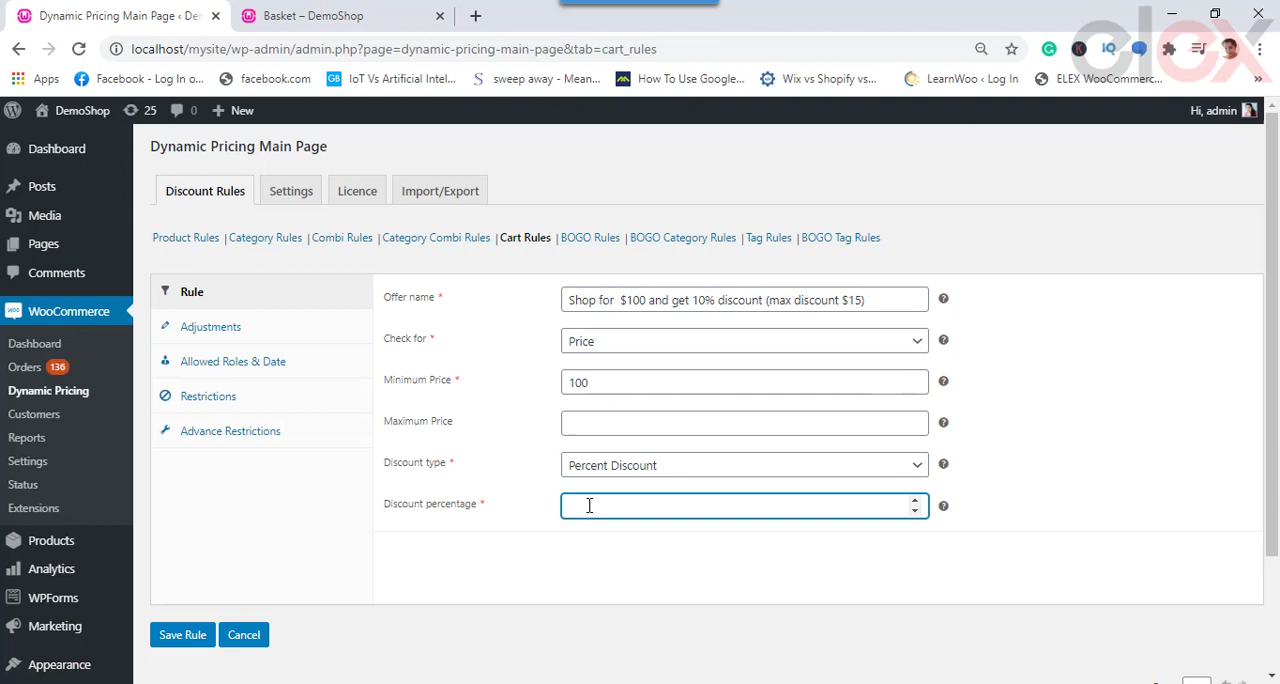 Dynamic Pricing Main Page ‹ De
Basket – DemoShop
localhost/mysite/wp-admin/admin.php?page=dynamic-pricing-main-page&tab=cart_rules
Apps
Facebook - Log In o...
facebook.com
IoT Vs Artificial Intel...
sweep away - Mean...
How To Use Google...
Wix vs Shopify vs...
LearnWoo ‹ Log In
ELEX WooCommerc...
elex
DemoShop
25
0
New
Hi, admin
Dashboard
Posts
Media
Pages
Comments
WooCommerce
Dashboard
Orders 136
Dynamic Pricing
Customers
Reports
Settings
Status
Extensions
Products
Analytics
WPForms
Marketing
Appearance
Dynamic Pricing Main Page
Discount Rules
Settings
Licence
Import/Export
Product Rules | Category Rules | Combi Rules | Category Combi Rules | Cart Rules | BOGO Rules | BOGO Category Rules | Tag Rules | BOGO Tag Rules
Rule
Adjustments
Allowed Roles & Date
Restrictions
Advance Restrictions
Offer name *
Shop for $100 and get 10% discount (max discount $15)
Check for *
Price
Minimum Price *
100
Maximum Price
Discount type *
Percent Discount
Discount percentage *
Save Rule
Cancel